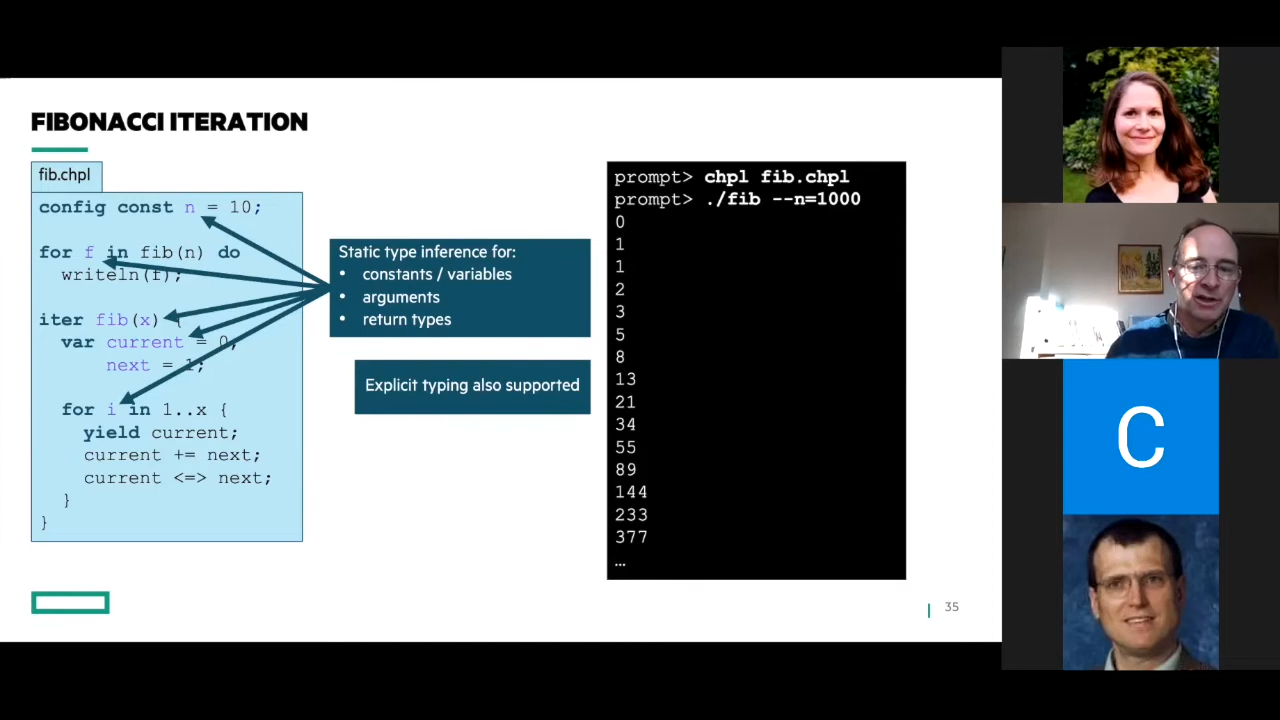 FIBONACCI ITERATION
fib.chpl
config const n = 10;
for f in fib(n) do
writeln(f);
iter fib(x) {
var current = 0,
next = 1;
for i in 1..x {
yield current;
current += next;
current <=> next;
}
}
Static type inference for:
• constants / variables
• arguments
• return types
Explicit typing also supported
prompt> chpl fib.chpl
prompt> ./fib --n=1000
0
1
1
2
3
5
8
13
21
34
55
89
144
233
377
…
35
C